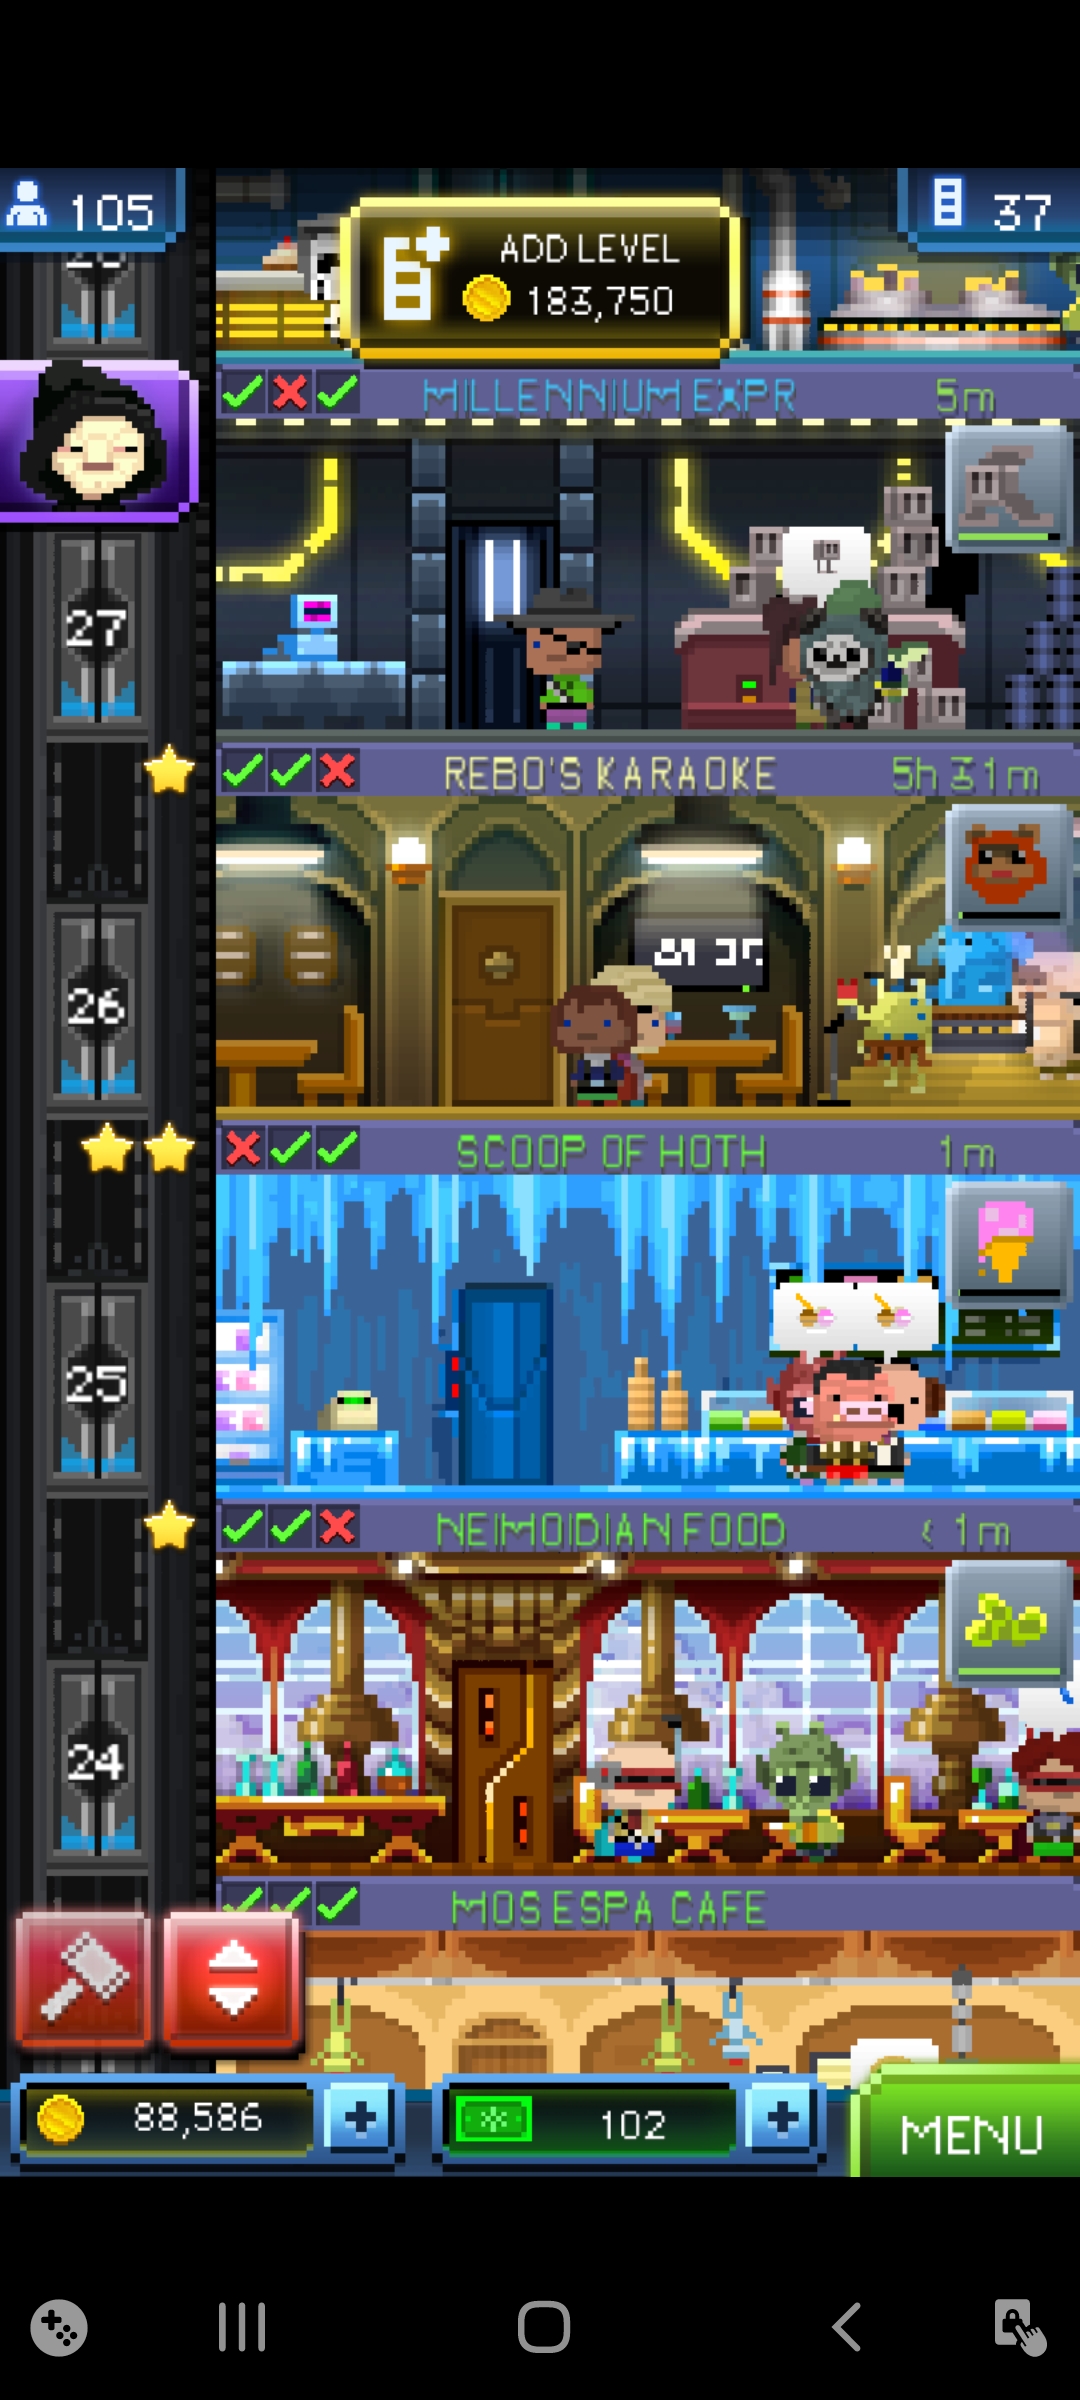 105
ADD LEVEL
183,750
37
MILLENNIUM EXPR
5m
27
REBO'S KARAOKE
5h 31m
26
SCOOP OF HOTH
1m
25
NEIMOIDIAN FOOD
< 1m
24
MOS ESPA CAFE
88,586
102
MENU